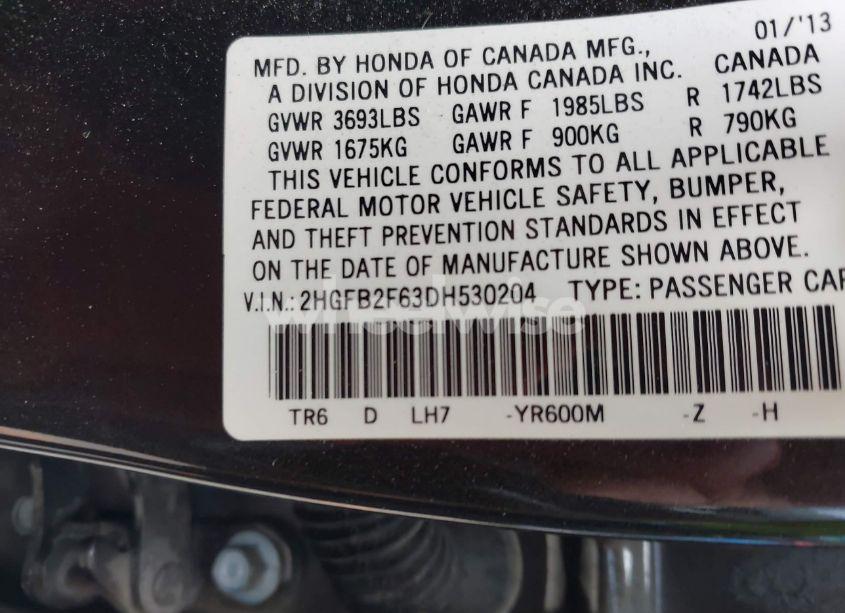 01/'13
MFD. BY HONDA OF CANADA MFG.,
A DIVISION OF HONDA CANADA INC. CANADA
GVWR 3693LBS GAWR F 1985LBS R 1742LBS
GVWR 1675KG GAWR F 900KG R 790KG
THIS VEHICLE CONFORMS TO ALL APPLICABLE
FEDERAL MOTOR VEHICLE SAFETY, BUMPER,
AND THEFT PREVENTION STANDARDS IN EFFECT
ON THE DATE OF MANUFACTURE SHOWN ABOVE.
V.I.N.: 2HGFB2F63DH530204 TYPE: PASSENGER CAR
wheelwise
TR6 D LH7 -YR600M -Z -H